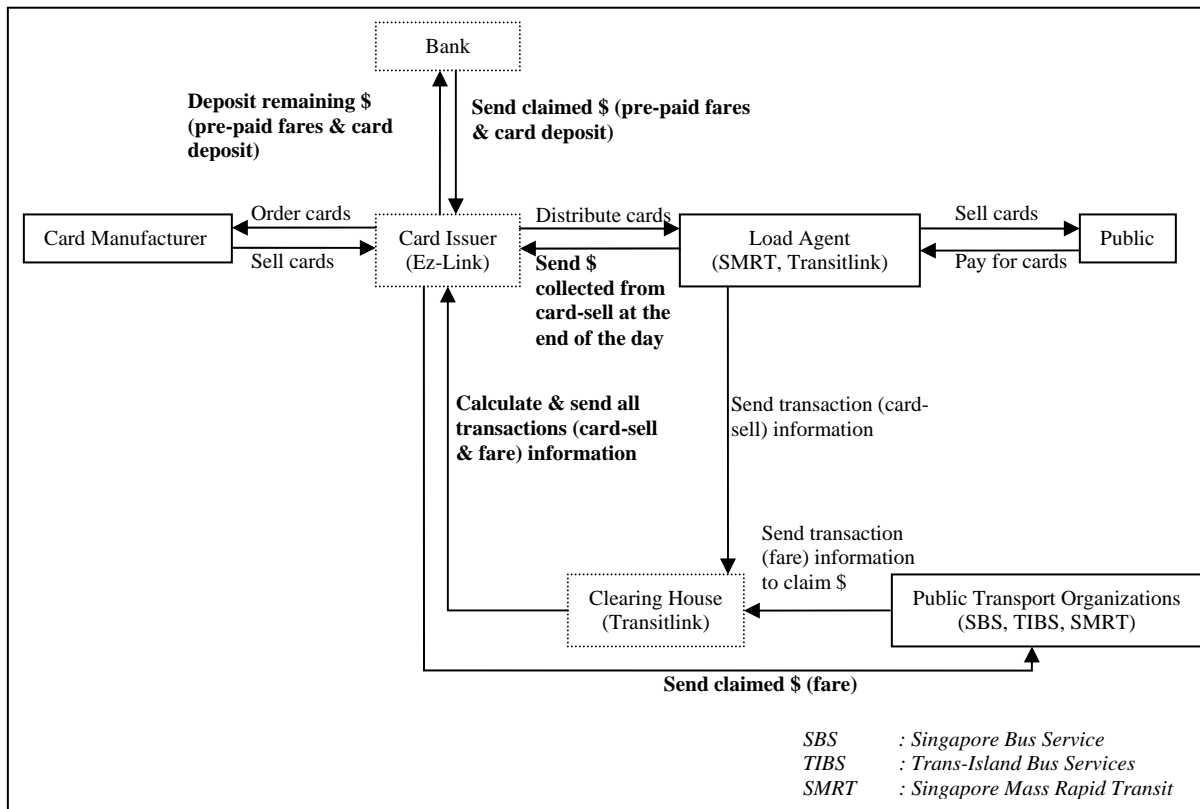 Bank
Deposit remaining $
(pre-paid fares & card
deposit)
Send claimed $ (pre-paid fares
& card deposit)
Card Manufacturer
Order cards
Sell cards
Card Issuer
(Ez-Link)
Distribute cards
Send $
collected from
card-sell at the
end of the day
Load Agent
(SMRT, Transitlink)
Sell cards
Pay for cards
Public
Calculate & send all
transactions (card-sell
& fare) information
Send transaction (card-
sell) information
Send transaction
(fare) information
to claim $
Clearing House
(Transitlink)
Public Transport Organizations
(SBS, TIBS, SMRT)
Send claimed $ (fare)
SBS : Singapore Bus Service
TIBS : Trans-Island Bus Services
SMRT : Singapore Mass Rapid Transit